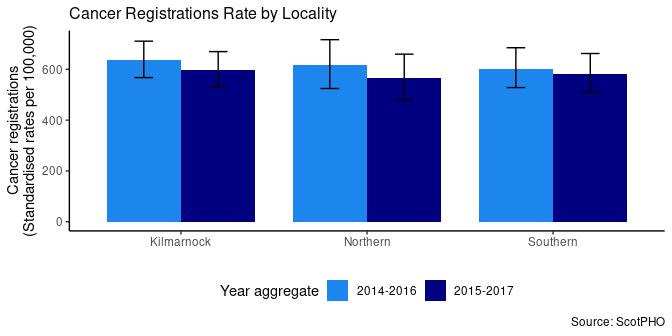 Cancer Registrations Rate by Locality
Cancer registrations
(Standardised rates per 100,000)
600
400
200
0
Kilmarnock
Northern
Southern
Year aggregate
2014-2016
2015-2017
Source: ScotPHO